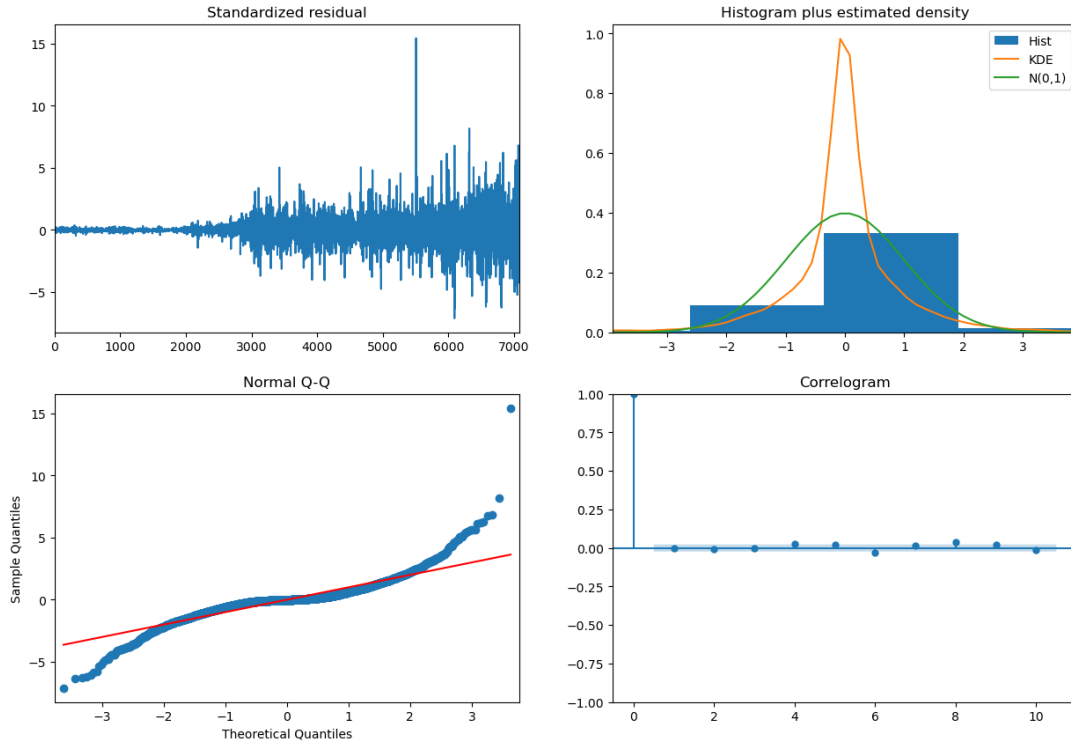 Standardized residual
15
10
5
0
−5
0 1000 2000 3000 4000 5000 6000 7000
Histogram plus estimated density
Hist
KDE
N(0,1)
1.0
0.8
0.6
0.4
0.2
0.0
−3 −2 −1 0 1 2 3
Normal Q-Q
Sample Quantiles
15
10
5
0
−5
−3 −2 −1 0 1 2 3
Theoretical Quantiles
Correlogram
1.00
0.75
0.50
0.25
0.00
−0.25
−0.50
−0.75
−1.00
0 2 4 6 8 10